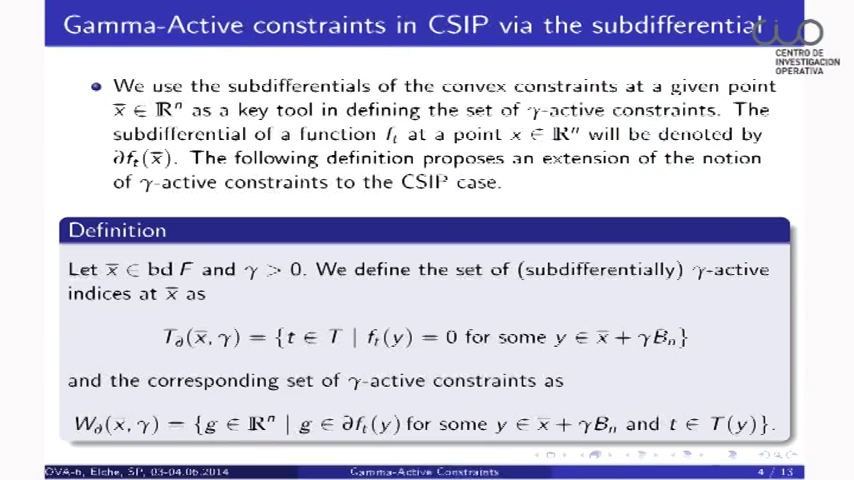 Gamma-Active constraints in CSIP via the subdifferential
CENTRO DE
INVESTIGACION
OPERATIVA
We use the subdifferentials of the convex constraints at a given point
x̅ ∈ ℝⁿ as a key tool in defining the set of γ-active constraints. The
subdifferential of a function fₜ at a point x̅ ∈ ℝⁿ will be denoted by
∂fₜ(x̅). The following definition proposes an extension of the notion
of γ-active constraints to the CSIP case.
Definition
Let x̅ ∈ bd F and γ > 0. We define the set of (subdifferentially) γ-active
indices at x̅ as
T∂(x̅, γ) = {t ∈ T | fₜ(y) = 0 for some y ∈ x̅ + γBₙ}
and the corresponding set of γ-active constraints as
W∂(x̅, γ) = {g ∈ ℝⁿ | g ∈ ∂fₜ(y) for some y ∈ x̅ + γBₙ and t ∈ T(y)}.
Elche, SP, 03-04.06.2014 Gamma-Active Constraints 4 / 13